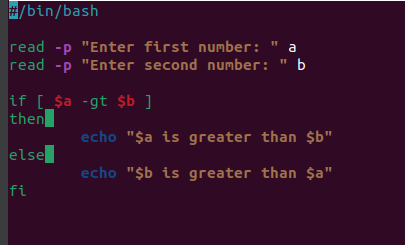 #/bin/bash
read -p "Enter first number: " a
read -p "Enter second number: " b
if [ $a -gt $b ]
then
echo "$a is greater than $b"
else
echo "$b is greater than $a"
fi